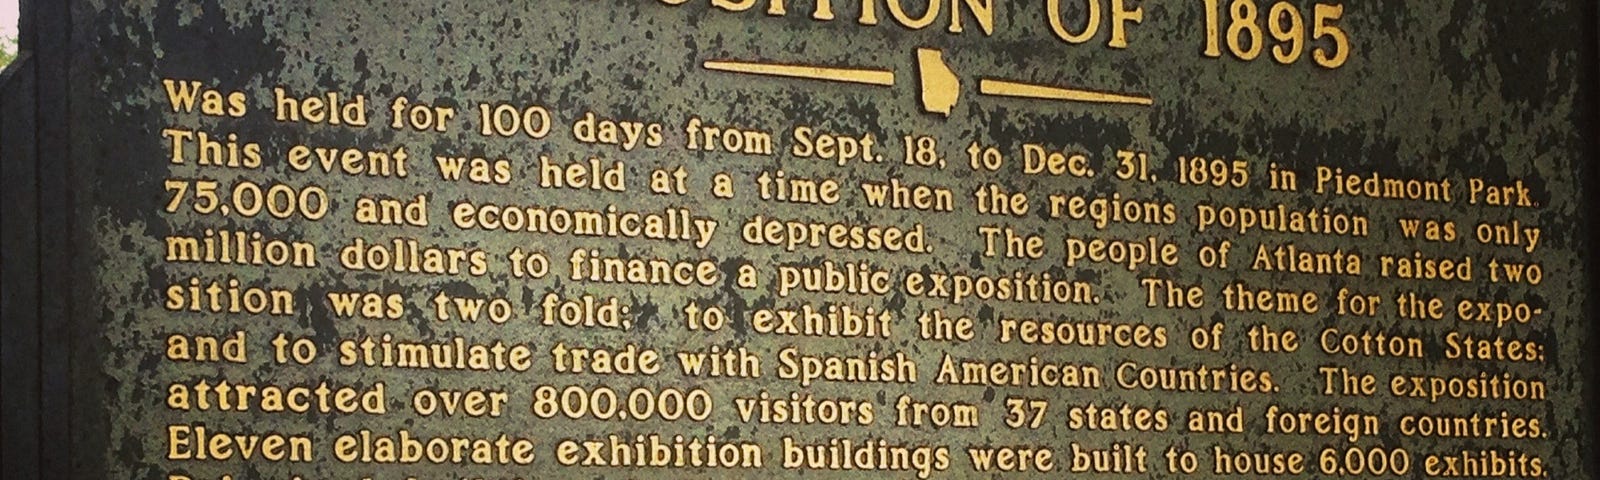 OF 1895
Was held for 100 days from Sept. 18, to Dec. 31, 1895 in Piedmont Park.
This event was held at a time when the regions population was only
75,000 and economically depressed. The people of Atlanta raised two
million dollars to finance a public exposition. The theme for the expo-
sition was two fold; to exhibit the resources of the Cotton States;
and to stimulate trade with Spanish American Countries. The exposition
attracted over 800,000 visitors from 37 states and foreign countries.
Eleven elaborate exhibition buildings were built to house 6,000 exhibits.